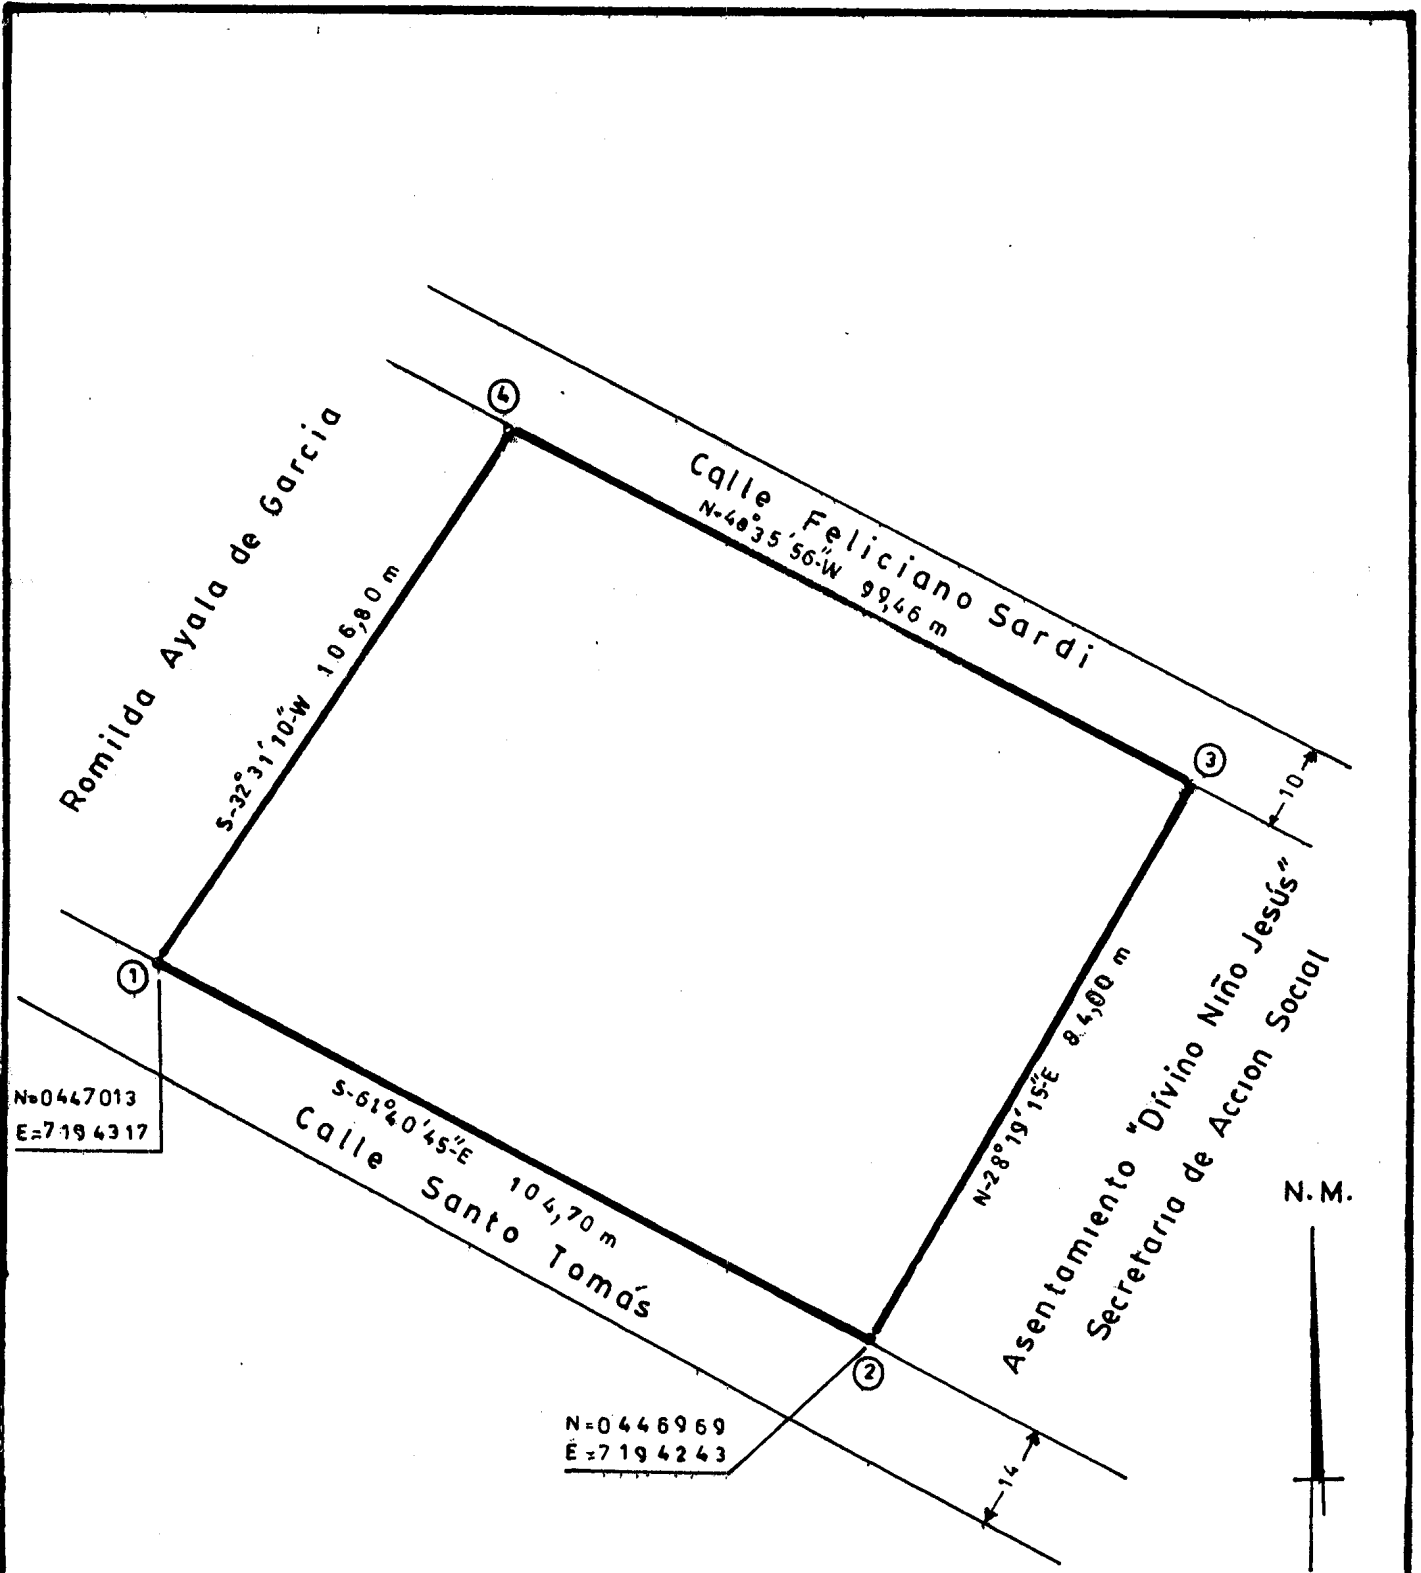 4
Calle Feliciano Sardi
N-48°35'56"-W 99,46 m
Romilda Ayala de Garcia
S-32°31'10"-W 106,80 m
3
10
1
N=0447013
E=7194317
S-61°40'45"-E 104,70 m
Calle Santo Tomás
N-28°19'15"-E 84,00 m
Asentamiento "Divino Niño Jesús"
Secretaria de Accion Social
N.M.
2
N=0446969
E=7194243
14